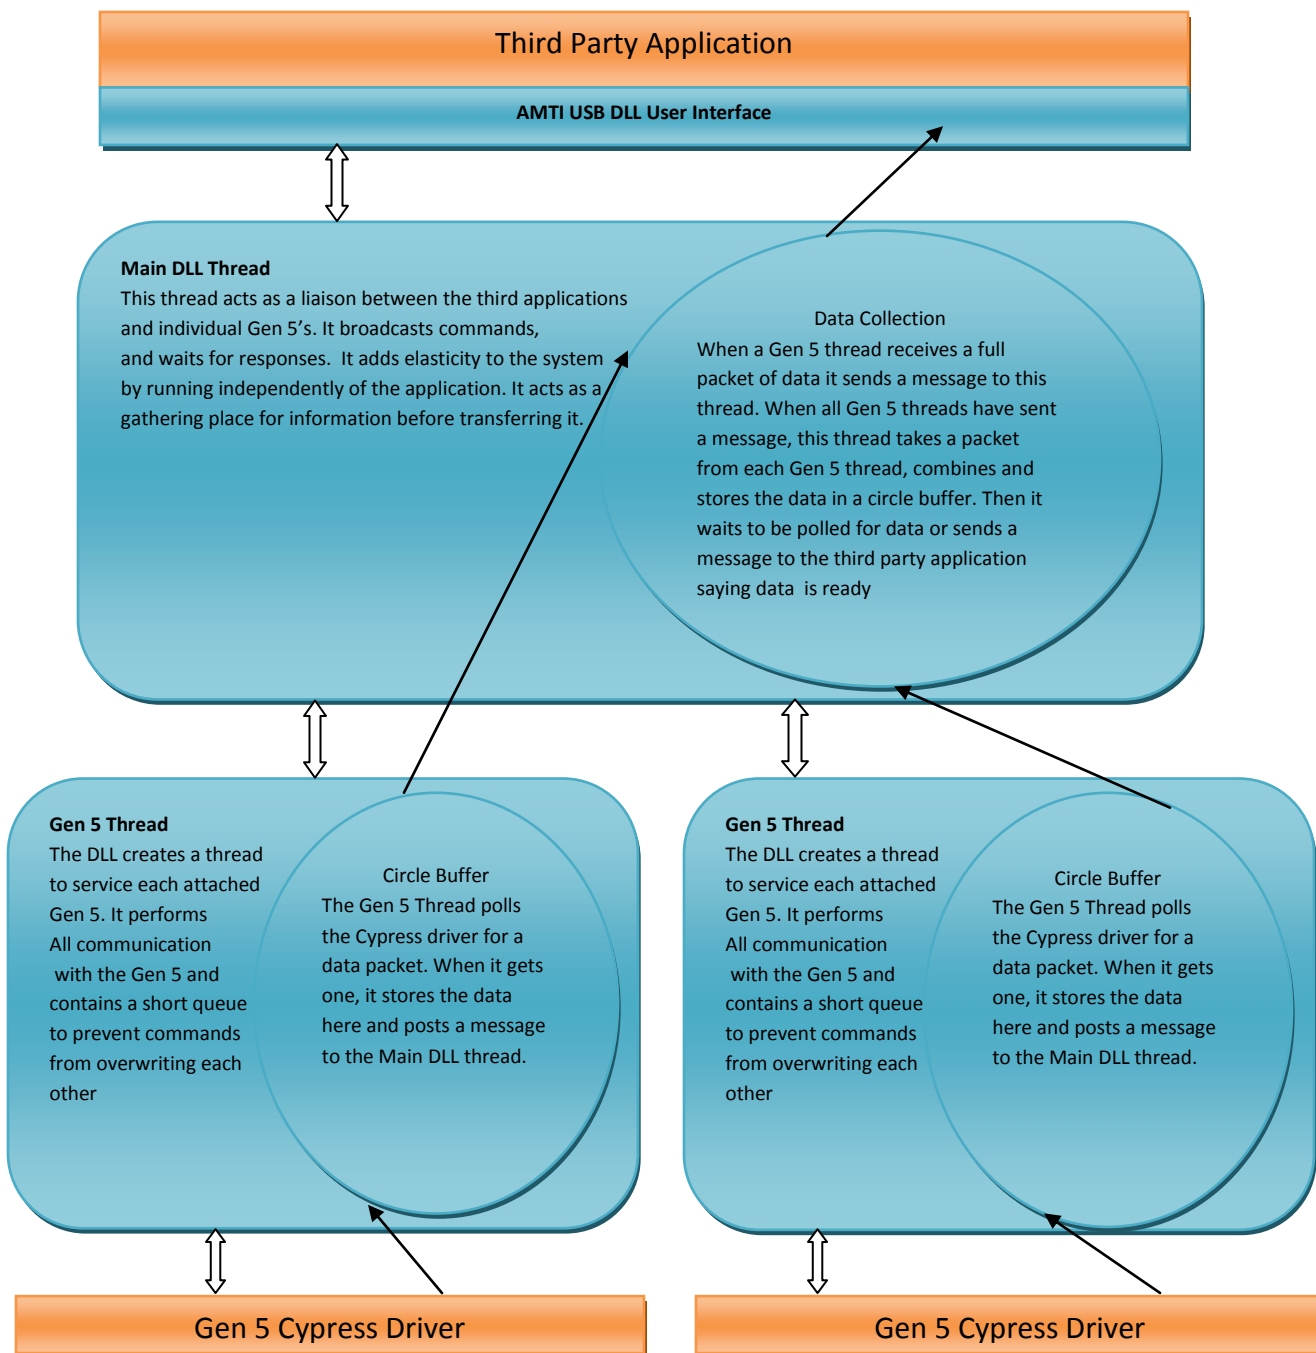 Third Party Application
AMTI USB DLL User Interface
Main DLL Thread
This thread acts as a liaison between the third applications
and individual Gen 5’s. It broadcasts commands,
and waits for responses.  It adds elasticity to the system
by running independently of the application. It acts as a
gathering place for information before transferring it.
Data Collection
When a Gen 5 thread receives a full
packet of data it sends a message to this
thread. When all Gen 5 threads have sent
a message, this thread takes a packet
from each Gen 5 thread, combines and
stores the data in a circle buffer. Then it
waits to be polled for data or sends a
message to the third party application
saying data  is ready
Gen 5 Thread
The DLL creates a thread
to service each attached
Gen 5. It performs
All communication
with the Gen 5 and
contains a short queue
to prevent commands
from overwriting each
other
Circle Buffer
The Gen 5 Thread polls
the Cypress driver for a
data packet. When it gets
one, it stores the data
here and posts a message
to the Main DLL thread.
Gen 5 Thread
The DLL creates a thread
to service each attached
Gen 5. It performs
All communication
with the Gen 5 and
contains a short queue
to prevent commands
from overwriting each
other
Circle Buffer
The Gen 5 Thread polls
the Cypress driver for a
data packet. When it gets
one, it stores the data
here and posts a message
to the Main DLL thread.
Gen 5 Cypress Driver
Gen 5 Cypress Driver